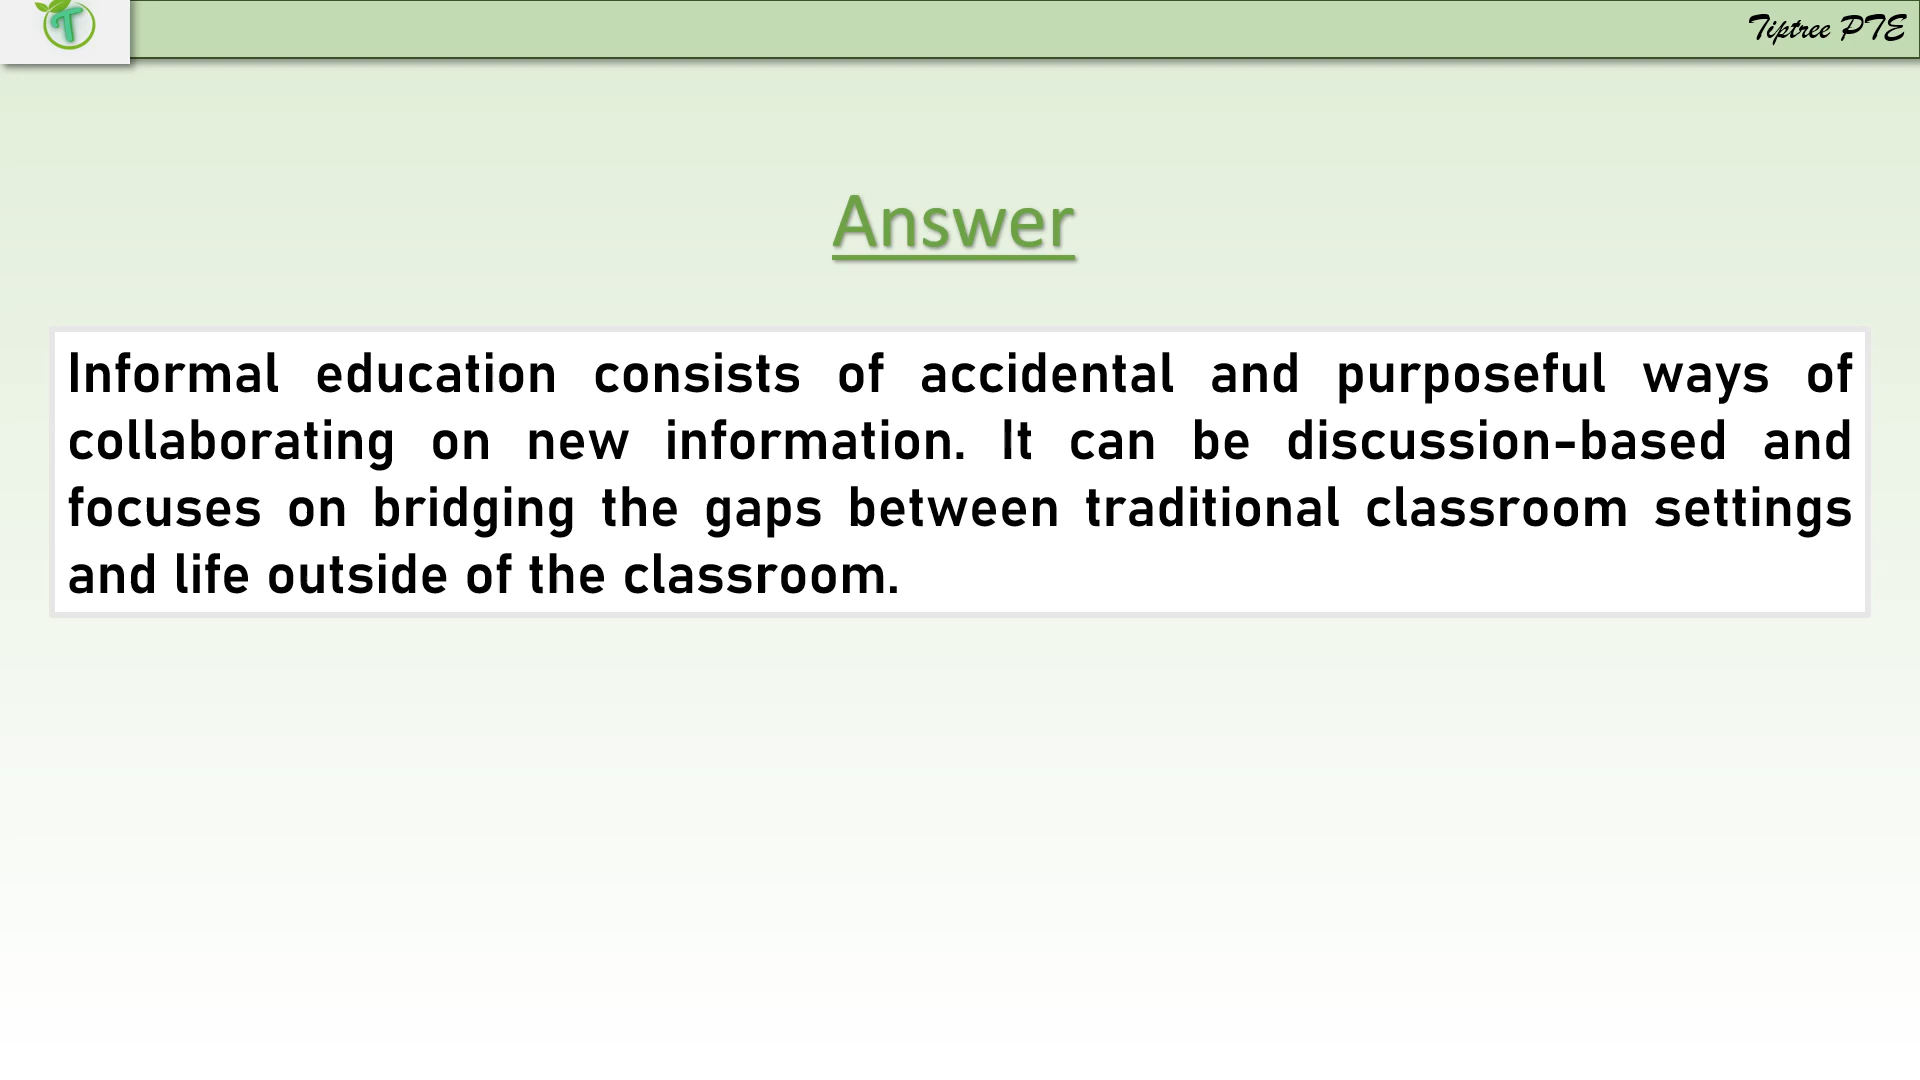 Tiptree PTE
Answer
Informal education consists of accidental and purposeful ways of
collaborating on new information. It can be discussion-based and
focuses on bridging the gaps between traditional classroom settings
and life outside of the classroom.